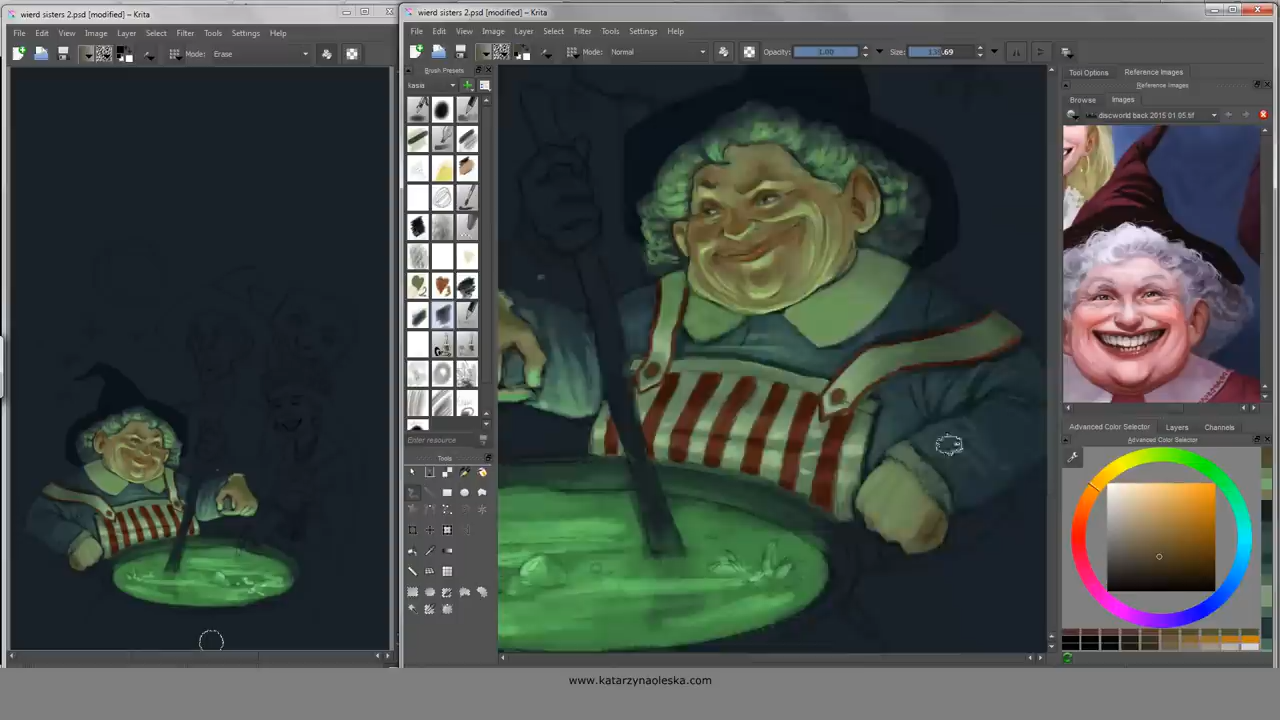 wierd sisters 2.psd [modified] - Krita
File Edit View Image Layer Select Filter Tools Settings Help
Mode: Erase
wierd sisters 2.psd [modified] - Krita
File Edit View Image Layer Select Filter Tools Settings Help
Mode: Normal
Opacity: 1.00
Size:
Brush Presets
Enter resource
Tools
Tool Options Reference Images
Reference Images
Browse Images
discworld back 2015 01 05.tif
Advanced Color Selector Layers Channels
Advanced Color Selector
www.katarzynaoleska.com